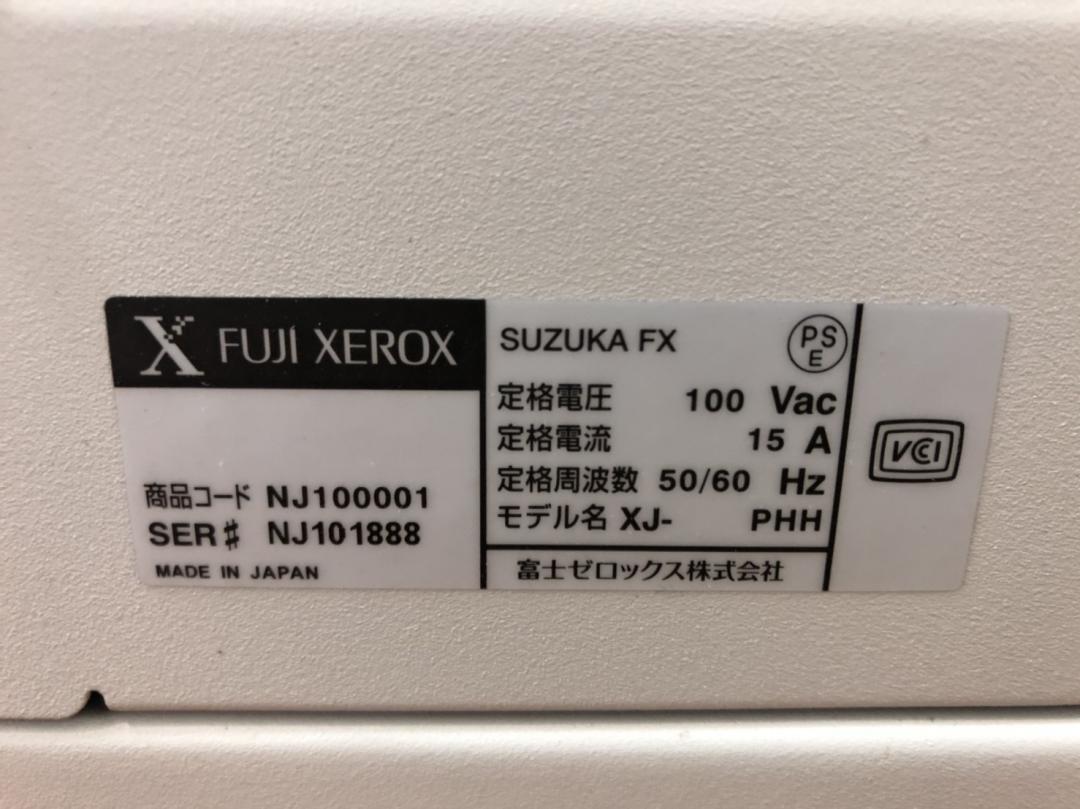 FUJI XEROX
商品コード NJ100001
SER# NJ101888
MADE IN JAPAN
SUZUKA FX
PS
E
定格電圧 100 Vac
定格電流 15 A
定格周波数 50/60 Hz
モデル名 XJ- PHH
富士ゼロックス株式会社
VCCI